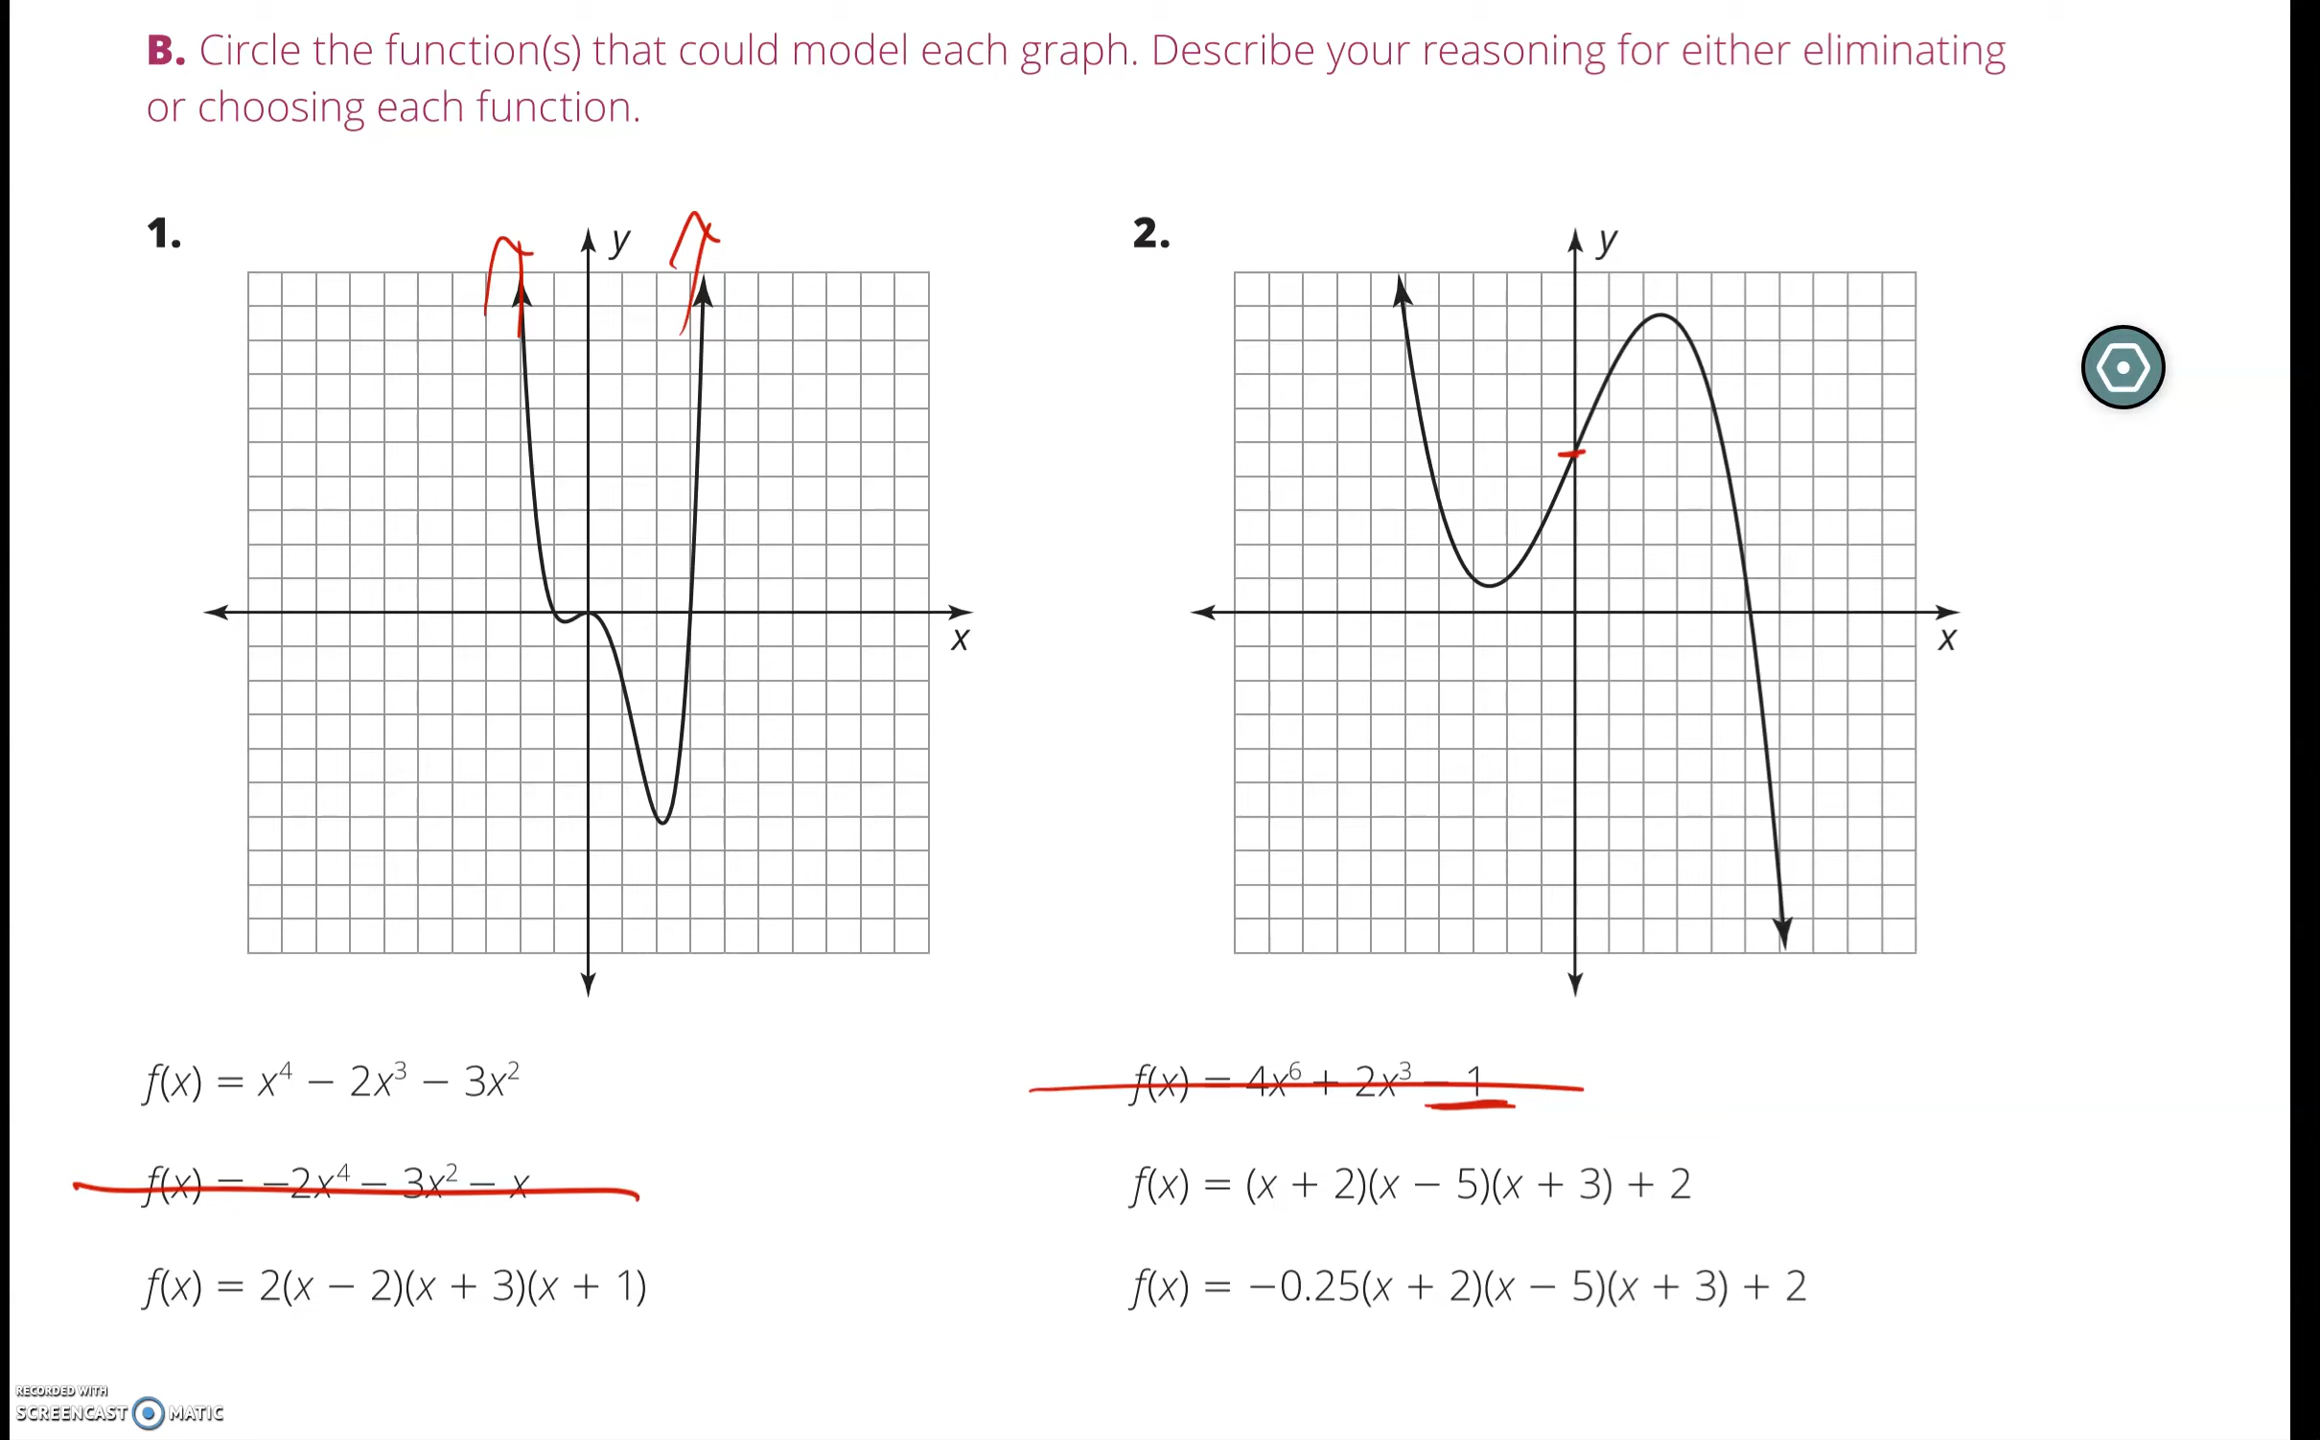 B. Circle the function(s) that could model each graph. Describe your reasoning for either eliminating
or choosing each function.
1.
y
x
2.
y
x
f(x) = x⁴ − 2x³ − 3x²
f(x) = −2x⁴ − 3x² − x
f(x) = 2(x − 2)(x + 3)(x + 1)
f(x) = 4x⁶ + 2x³ − 1
f(x) = (x + 2)(x − 5)(x + 3) + 2
f(x) = −0.25(x + 2)(x − 5)(x + 3) + 2
RECORDED WITH
SCREENCAST MATIC